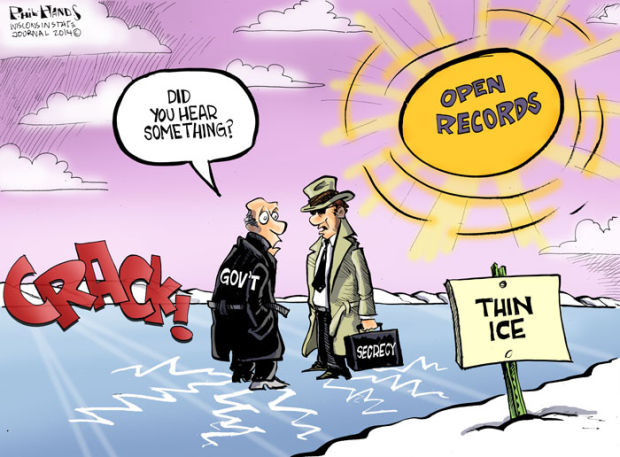 PHIL HANDS
WISCONSIN STATE
JOURNAL 2014©
DID
YOU HEAR
SOMETHING?
OPEN
RECORDS
CRACK!
GOV'T
SECRECY
THIN
ICE